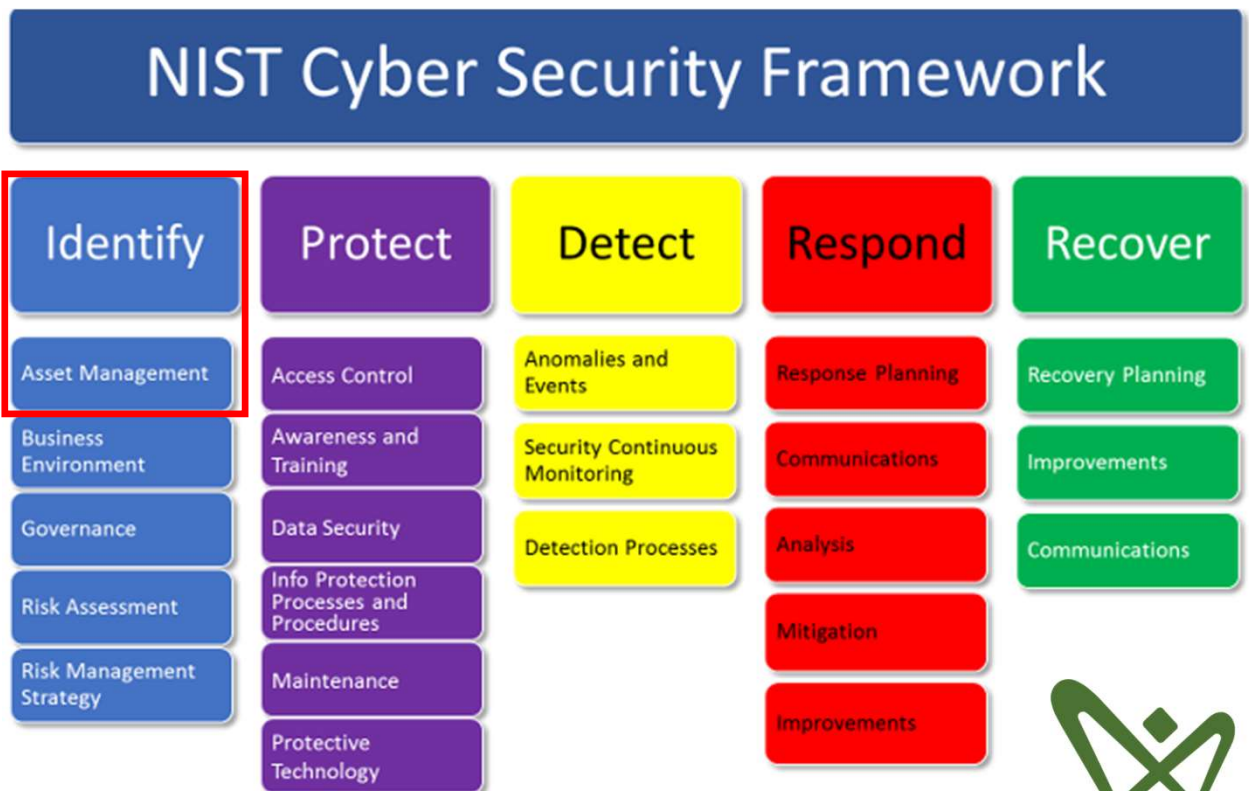 NIST Cyber Security Framework
Identify
Asset Management
Business
Environment
Governance
Risk Assessment
Risk Management
Strategy
Protect
Access Control
Awareness and
Training
Data Security
Info Protection
Processes and
Procedures
Maintenance
Protective
Technology
Detect
Anomalies and
Events
Security Continuous
Monitoring
Detection Processes
Respond
Response Planning
Communications
Analysis
Mitigation
Improvements
Recover
Recovery Planning
Improvements
Communications